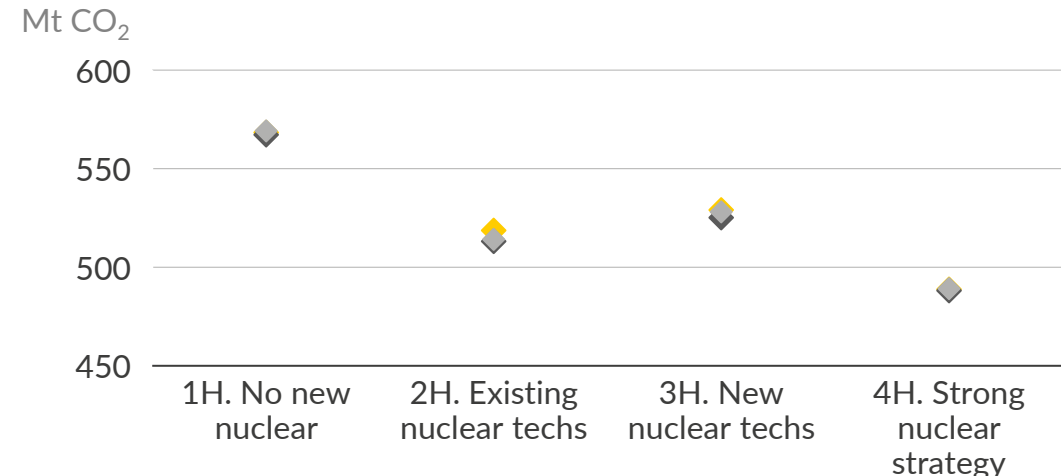 Mt CO₂
600
550
500
450
1H. No new
nuclear
2H. Existing
nuclear techs
3H. New
nuclear techs
4H. Strong
nuclear
strategy